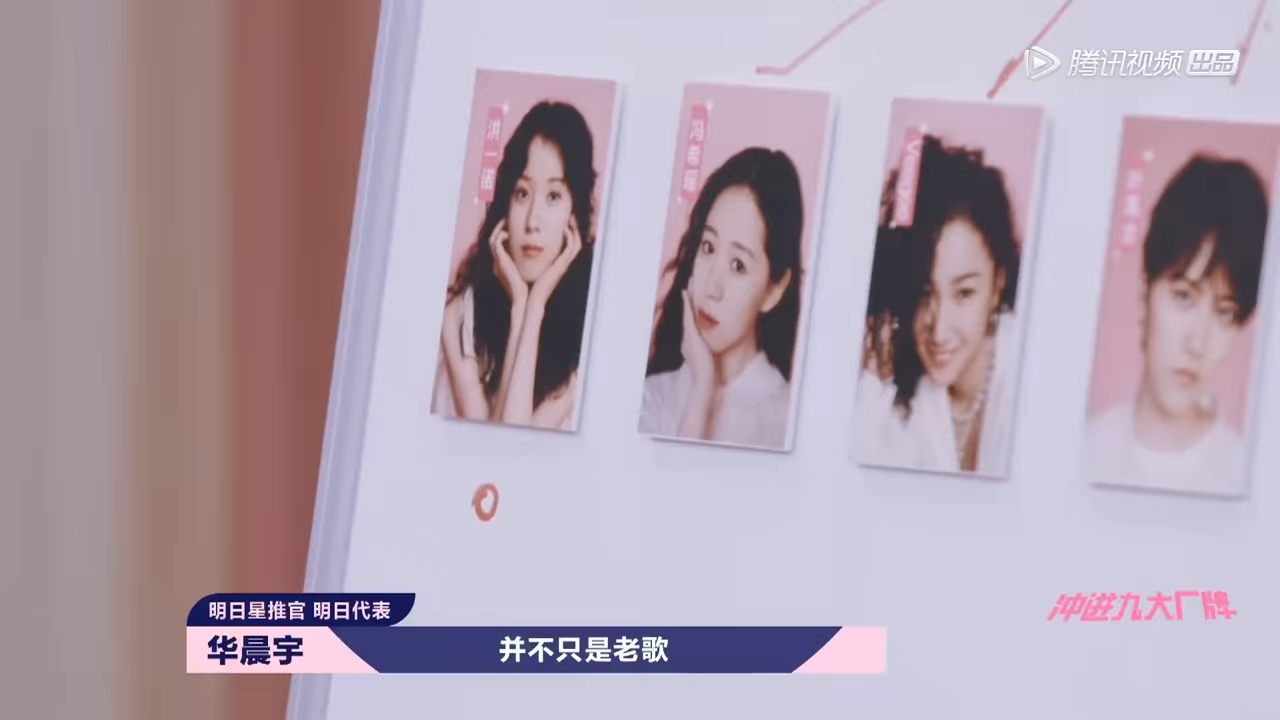 腾讯视频 出品
洪一诺
冯希瑶
冲进九大厂牌
明日星推官 明日代表
华晨宇
并不只是老歌